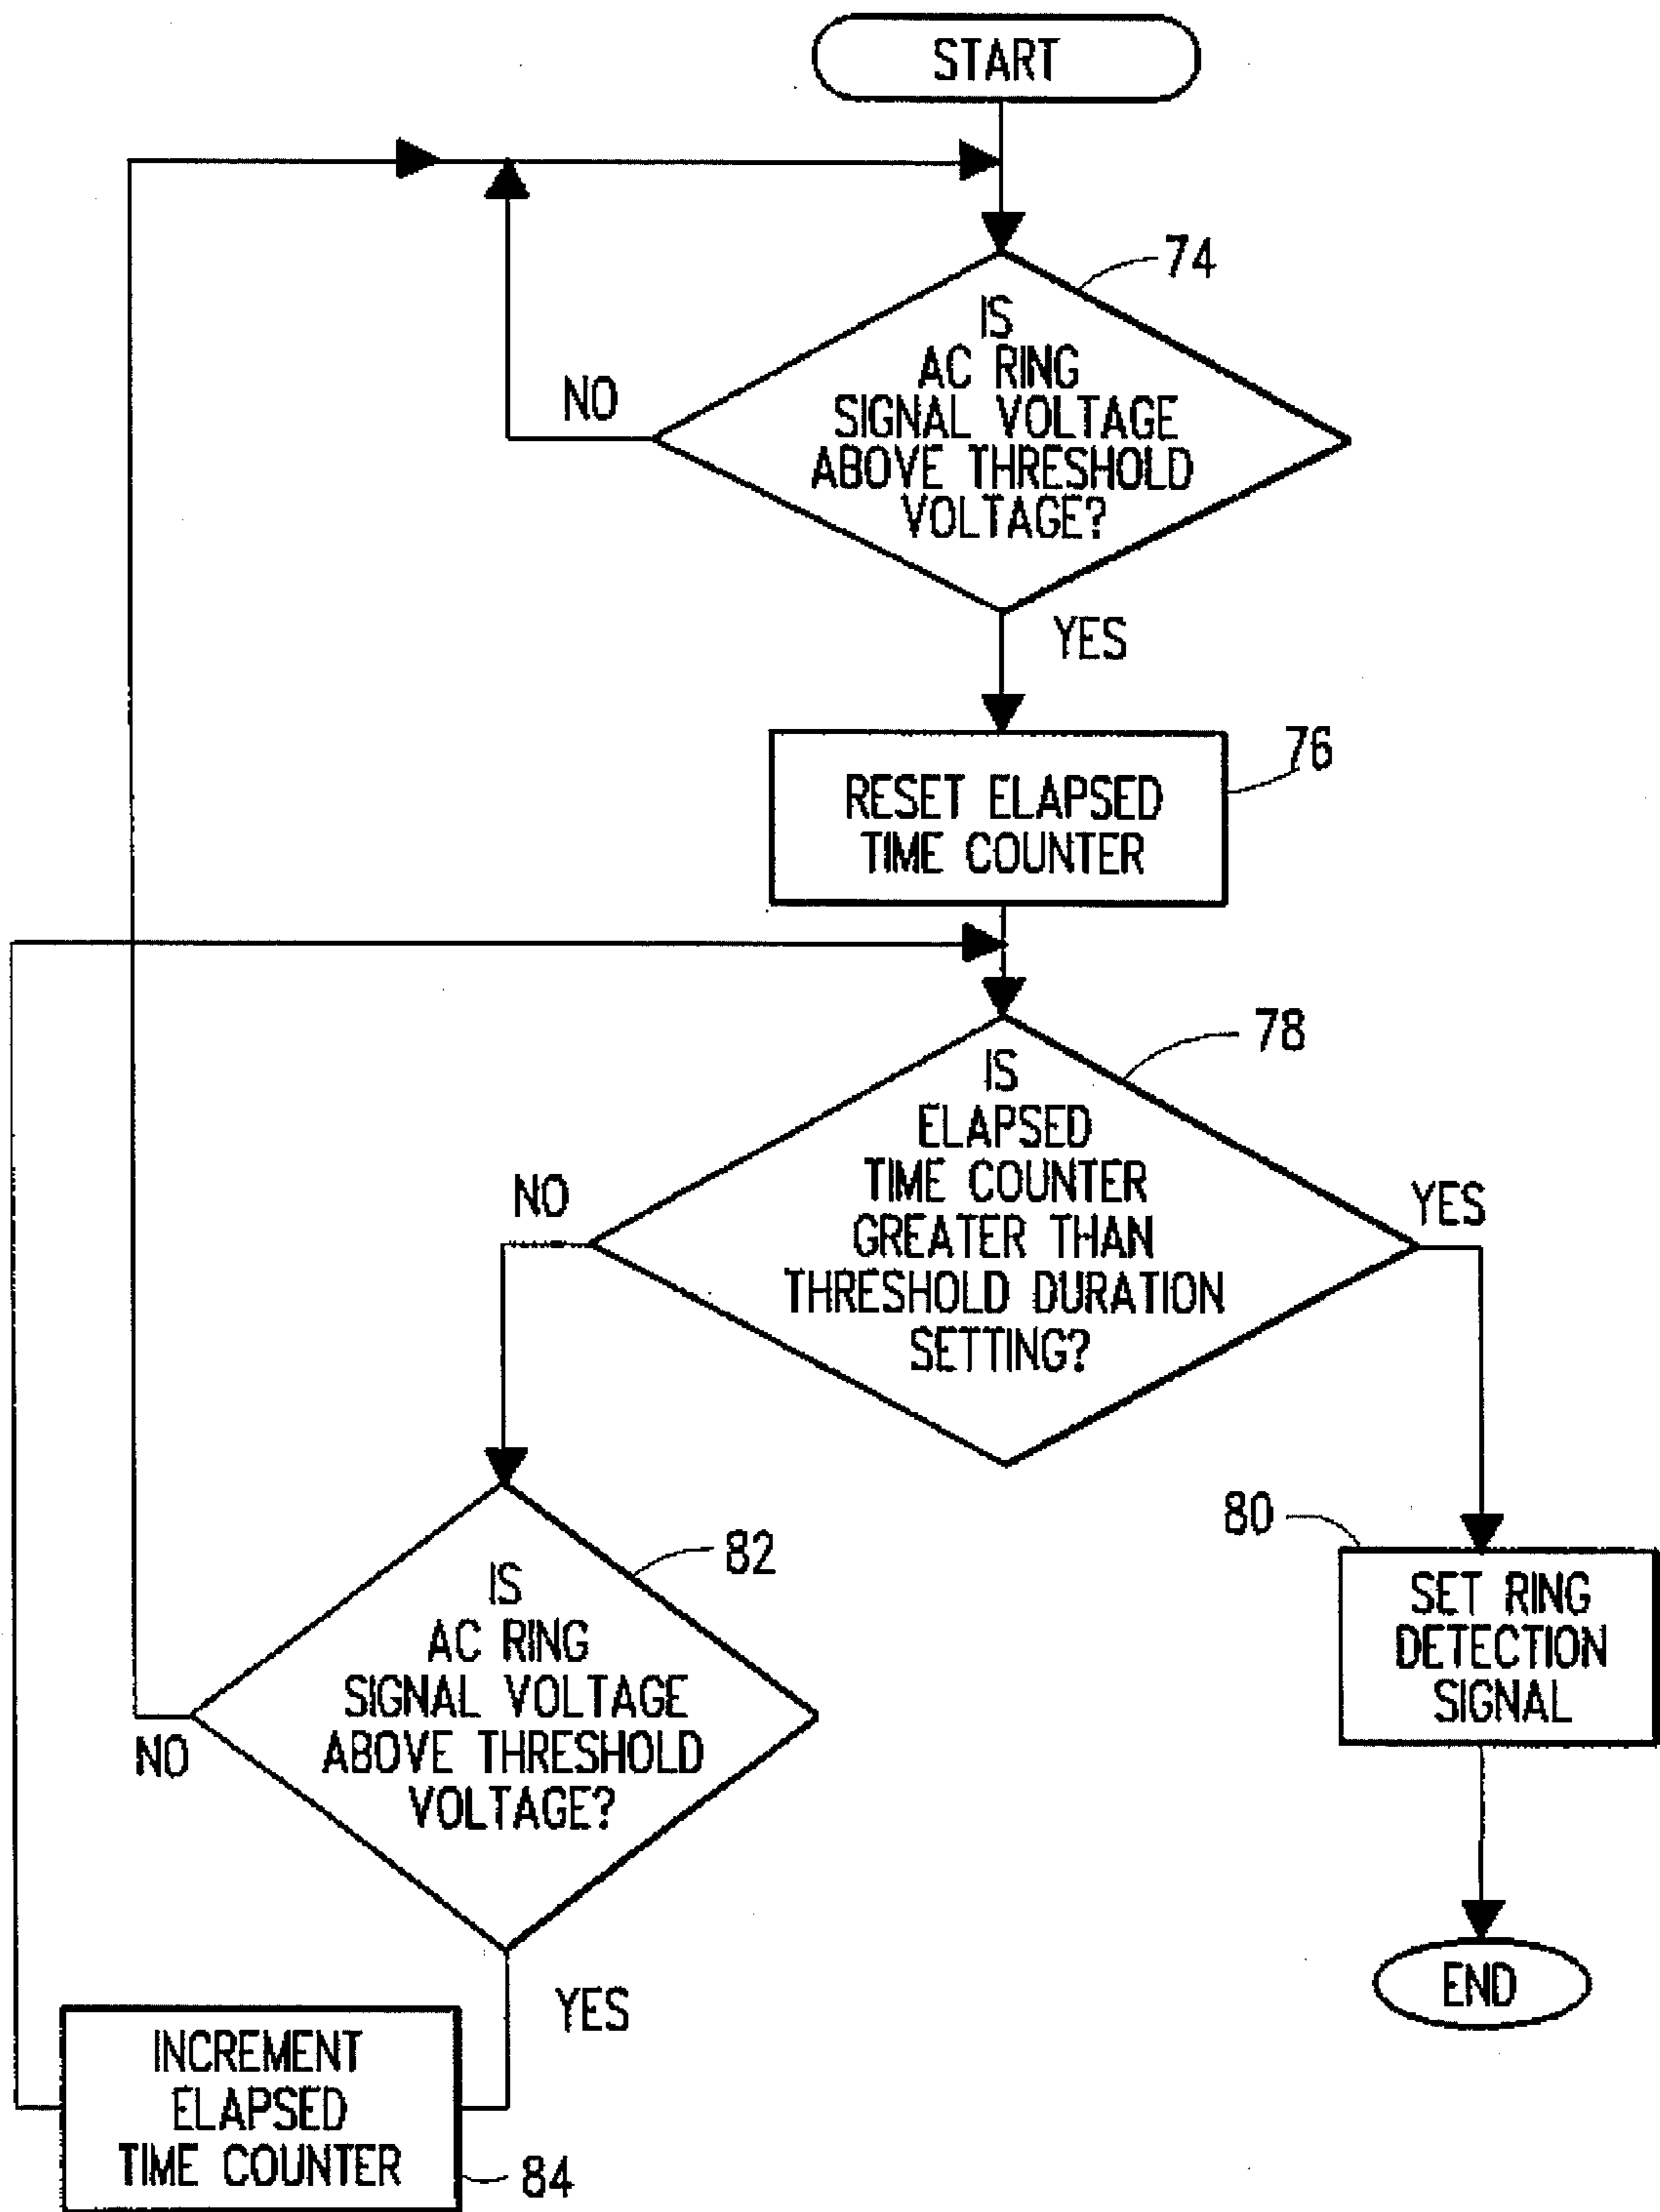 START
74
IS
AC RING
SIGNAL VOLTAGE
ABOVE THRESHOLD
VOLTAGE?
NO
YES
76
RESET ELAPSED
TIME COUNTER
78
IS
ELAPSED
TIME COUNTER
GREATER THAN
THRESHOLD DURATION
SETTING?
NO
YES
82
IS
AC RING
SIGNAL VOLTAGE
ABOVE THRESHOLD
VOLTAGE?
NO
YES
80
SET RING
DETECTION
SIGNAL
END
INCREMENT
ELAPSED
TIME COUNTER
84